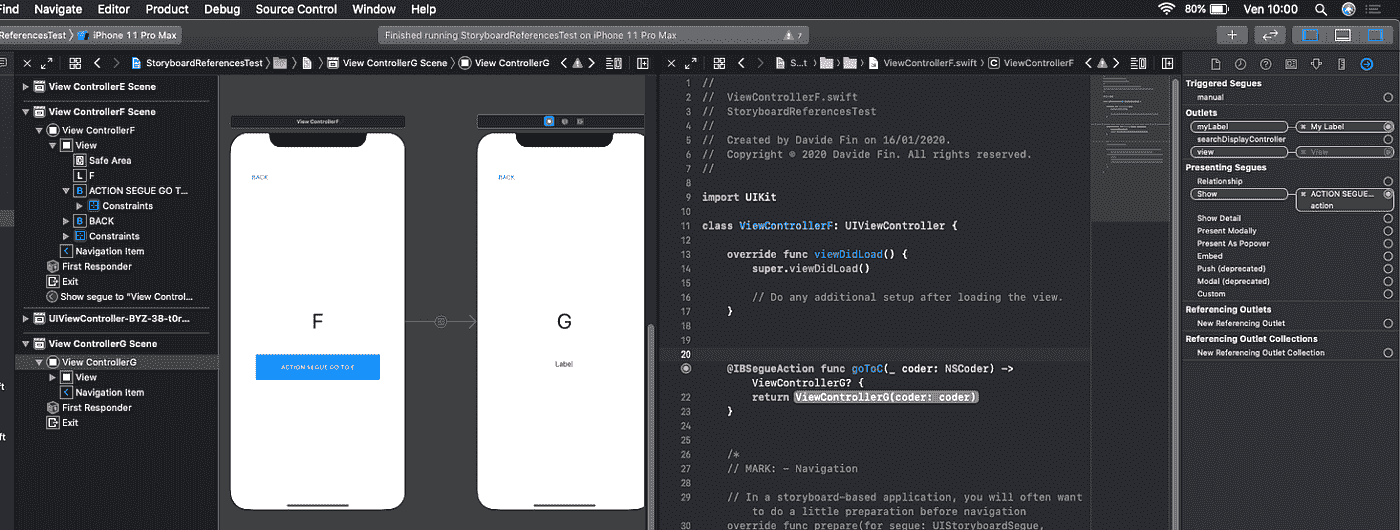 Find Navigate Editor Product Debug Source Control Window Help 80% Ven 10:00
ReferencesTest iPhone 11 Pro Max Finished running StoryboardReferencesTest on iPhone 11 Pro Max 7
StoryboardReferencesTest View ControllerG Scene View ControllerG
View ControllerE Scene
View ControllerF Scene
View ControllerF
View
Safe Area
L F
B ACTION SEGUE GO T...
Constraints
B BACK
Constraints
Navigation Item
First Responder
Exit
Show segue to "View Control...
UIViewController-BYZ-38-t0r...
View ControllerG Scene
View ControllerG
View
Navigation Item
First Responder
Exit
View ControllerF
BACK
F
BACK
G
Label
S...t ViewControllerF.swift C ViewControllerF
1 //
2 // ViewControllerF.swift
3 // StoryboardReferencesTest
4 //
5 // Created by Davide Fin on 16/01/2020.
6 // Copyright © 2020 Davide Fin. All rights reserved.
7 //
8
9 import UIKit
10
11 class ViewControllerF: UIViewController {
12
13 override func viewDidLoad() {
14 super.viewDidLoad()
15
16 // Do any additional setup after loading the view.
17 }
18
19
20
@IBSegueAction func goToC(_ coder: NSCoder) ->
ViewControllerG? {
22 return ViewControllerG(coder: coder)
23 }
24
25
26 /*
27 // MARK: - Navigation
28
29 // In a storyboard-based application, you will often want
to do a little preparation before navigation
30 override func prepare(for segue: UIStoryboardSegue,
Triggered Segues
manual
Outlets
myLabel My Label
searchDisplayController
view View
Presenting Segues
Relationship
Show ACTION SEGUE...
action
Show Detail
Present Modally
Present As Popover
Embed
Push (deprecated)
Modal (deprecated)
Custom
Referencing Outlets
New Referencing Outlet
Referencing Outlet Collections
New Referencing Outlet Collection